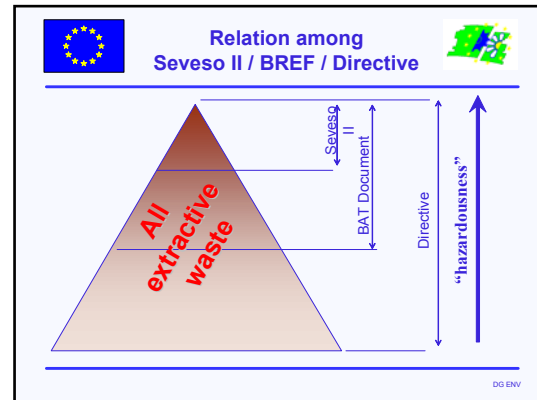 Relation among
Seveso II / BREF / Directive
All
extractive
waste
Seveso
II
BAT Document
Directive
“hazardousness”
DG ENV